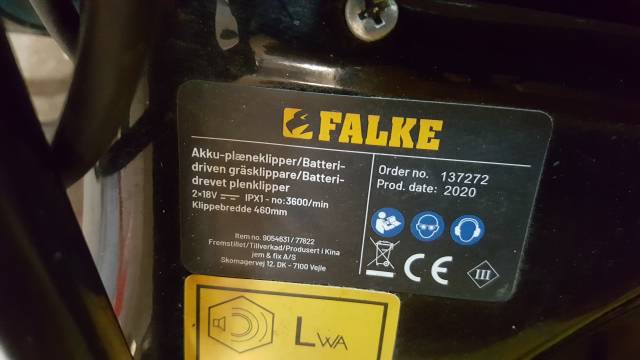 FALKE
Akku-plæneklipper/Batteri-
driven gräsklippare/Batteri-
drevet plenklipper
2×18V ⎓ IPX1 - no:3600/min
Klippebredde 460mm
Item no. 9054631 / 77822
Fremstillet/Tillverkad/Produsert i Kina
jem & fix A/S
Skomagervej 12, DK - 7100 Vejle
Order no. 137272
Prod. date: 2020
CE
III
LWA